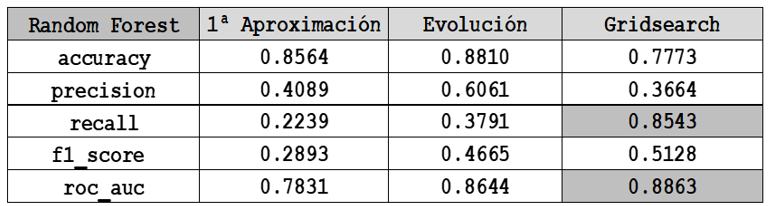 Random Forest 1ª Aproximación Evolución Gridsearch
accuracy 0.8564 0.8810 0.7773
precision 0.4089 0.6061 0.3664
recall 0.2239 0.3791 0.8543
f1_score 0.2893 0.4665 0.5128
roc_auc 0.7831 0.8644 0.8863